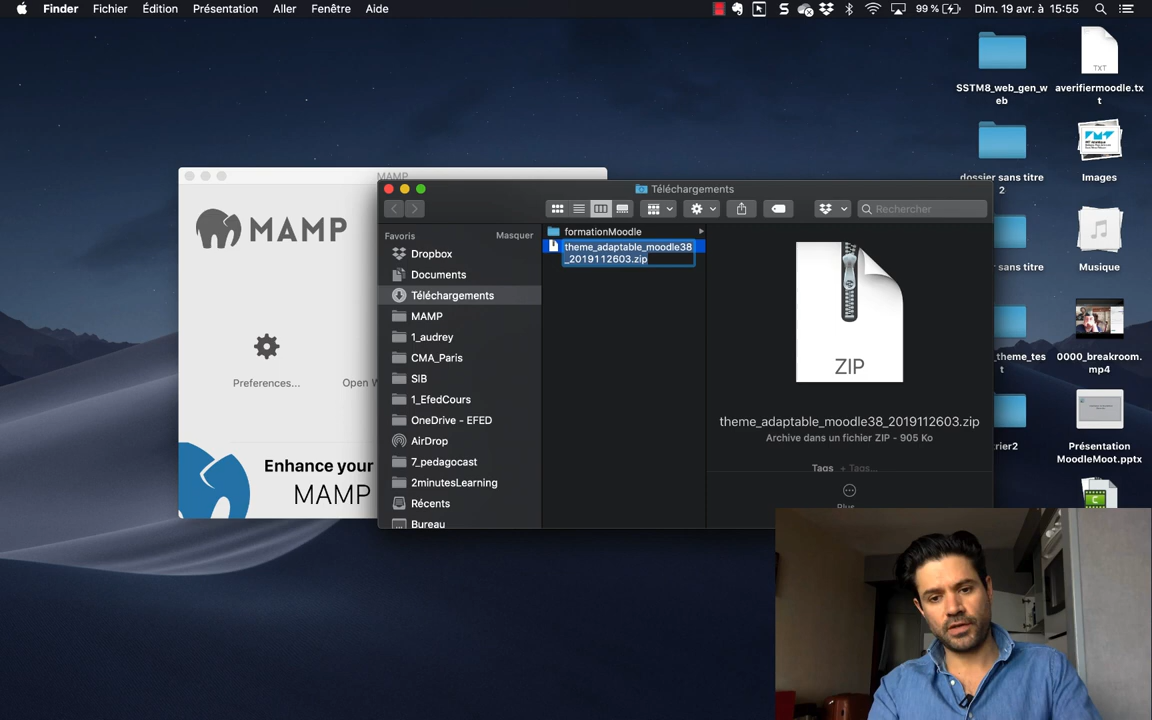 Finder Fichier Édition Présentation Aller Fenêtre Aide
99 % Dim. 19 avr. à 15:55
SSTM8_web_gen_w
eb
averifiermoodle.tx
t
TXT
dossier sans titre
2
Images
sans titre
Musique
_theme_tes
t
0000_breakroom.
mp4
Présentation
MoodleMoot.pptx
MAMP
MAMP
Preferences...
Open W
Enhance your
MAMP
Téléchargements
Rechercher
Favoris
Masquer
Dropbox
Documents
Téléchargements
MAMP
1_audrey
CMA_Paris
SIB
1_EfedCours
OneDrive - EFED
AirDrop
7_pedagocast
2minutesLearning
Récents
Bureau
formationMoodle
theme_adaptable_moodle38
_2019112603.zip
ZIP
theme_adaptable_moodle38_2019112603.zip
Archive dans un fichier ZIP - 905 Ko
Tags + Tags...
Plus...